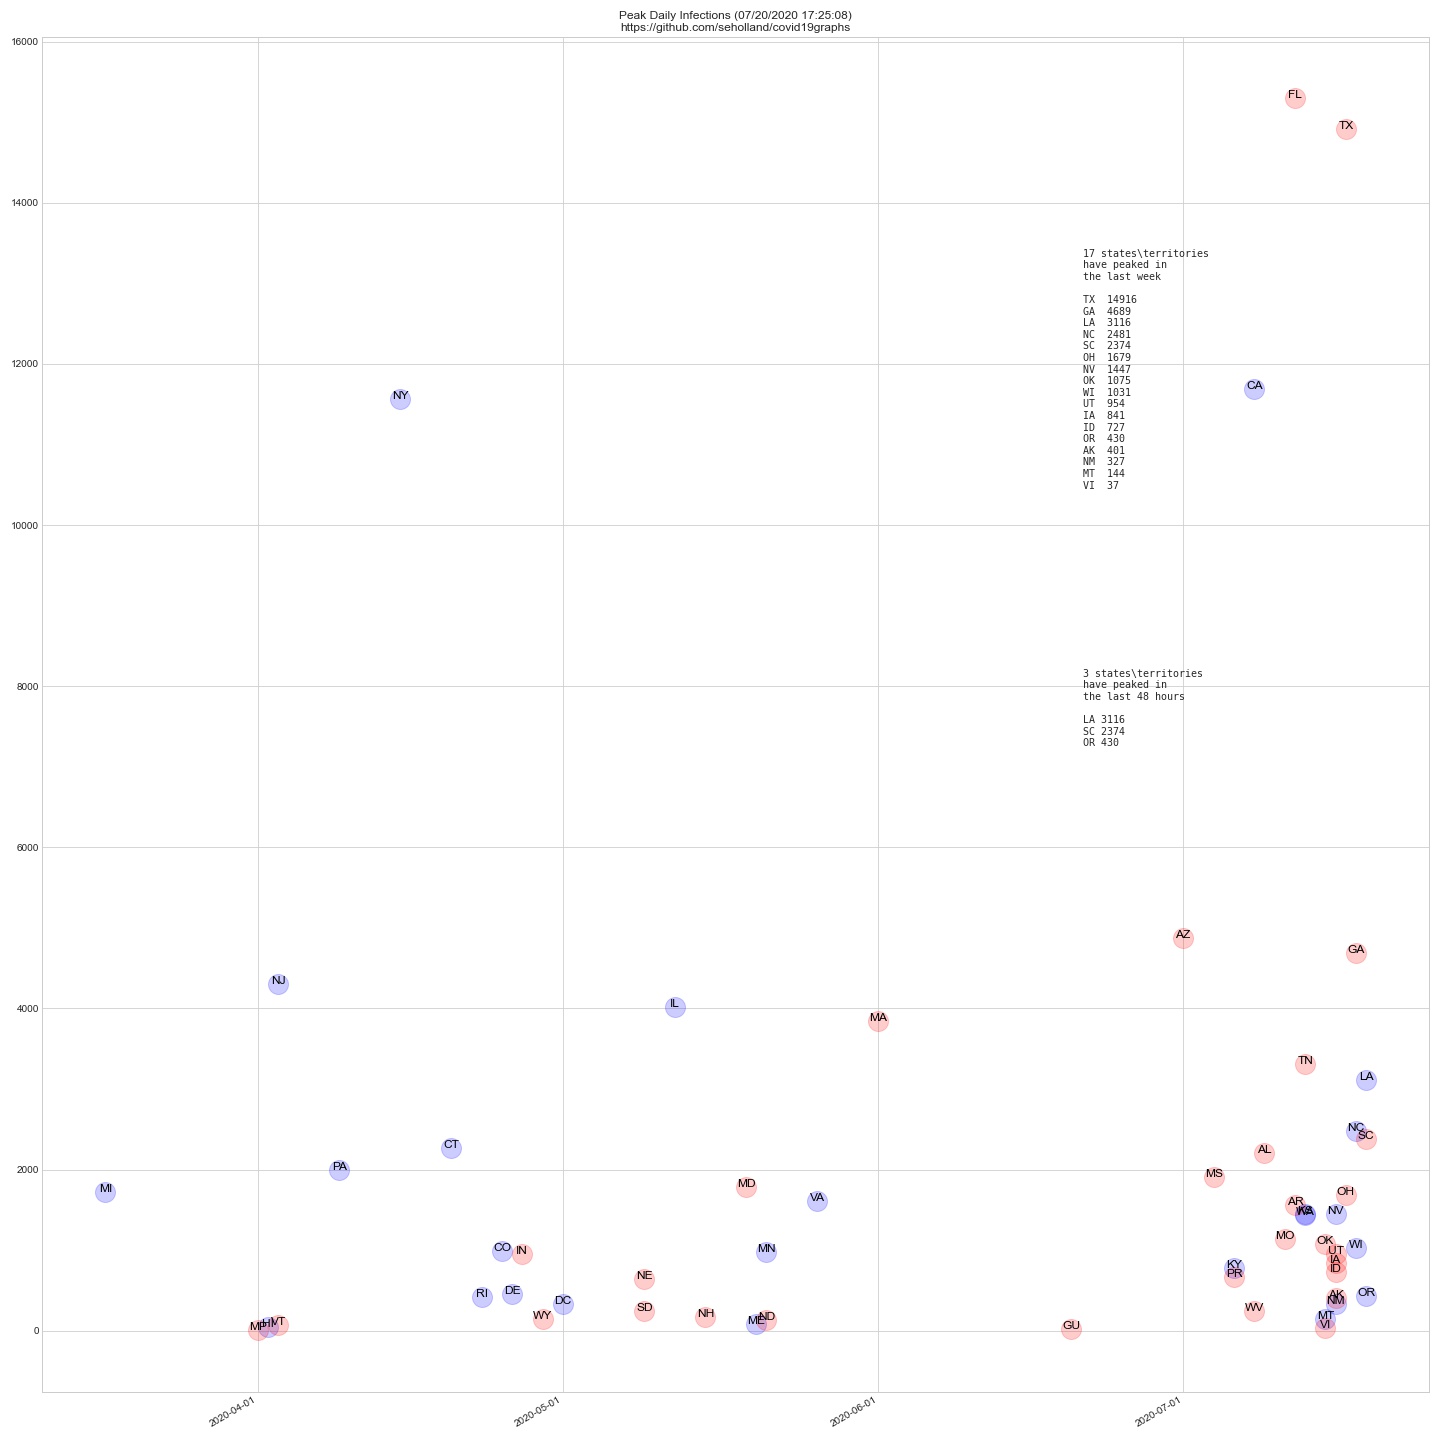 Peak Daily Infections (07/20/2020 17:25:08)
https://github.com/seholland/covid19graphs
16000
FL
TX
14000
17 states\territories
have peaked in
the last week
TX 14916
GA 4689
LA 3116
NC 2481
SC 2374
OH 1679
NV 1447
OK 1075
WI 1031
UT 954
IA 841
ID 727
OR 430
AK 401
NM 327
MT 144
VI 37
12000
NY
CA
10000
8000
3 states\territories
have peaked in
the last 48 hours
LA 3116
SC 2374
OR 430
6000
AZ
GA
NJ
IL
4000
MA
TN
LA
NC
SC
CT
AL
PA
2000
MS
MI
MD
OH
VA
AR
NV
WA
MO
OK
WI
UT
CO
IN
MN
IA
ID
KY
PR
NE
RI
DE
DC
OR
AK
NM
SD
WV
WY
NH
MT
ND
ME
VT
HI
MP
GU
VI
0
2020-04-01
2020-05-01
2020-06-01
2020-07-01